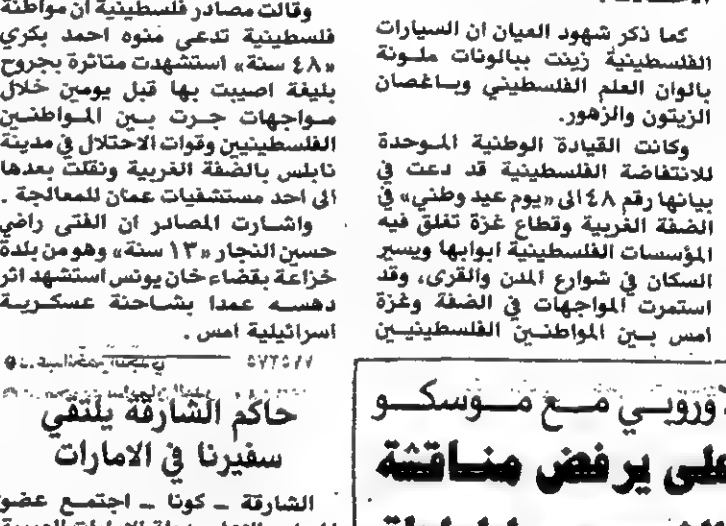 كما ذكر شهود العيان ان السيارات
الفلسطينية زينت ببالونات ملونة
بالوان العلم الفلسطيني وباغصان
الزيتون والزهور.
وكانت القيادة الوطنية الموحدة
للانتفاضة الفلسطينية قد دعت في
بيانها رقم ٤٨ الى «يوم عيد وطني» في
الضفة الغربية وقطاع غزة تغلق فيه
المؤسسات الفلسطينية ابوابها ويسير
السكان في شوارع المدن والقرى، وقد
استمرت المواجهات في الضفة وغزة
امس بين المواطنين الفلسطينيين
وقالت مصادر فلسطينية ان مواطنة
فلسطينية تدعى منوه احمد بكري
«٤٨ سنة» استشهدت متاثرة بجروح
بليغة اصيبت بها قبل يومين خلال
مواجهات جرت بين المواطنين
الفلسطينيين وقوات الاحتلال في مدينة
نابلس بالضفة الغربية ونقلت بعدها
الى احد مستشفيات عمان للمعالجة .
واشارت المصادر ان الفتى راضي
حسين النجار «١٣ سنة» وهو من بلدة
خزاعة بقضاء خان يونس استشهد اثر
دهسه عمدا بشاحنة عسكرية
اسرائيلية امس .
مع موسكو
على يرفض مناقشة
حاكم الشارقة يلتقي
سفيرنا في الامارات
الشارقة ــ كونا ــ اجتمع عضو